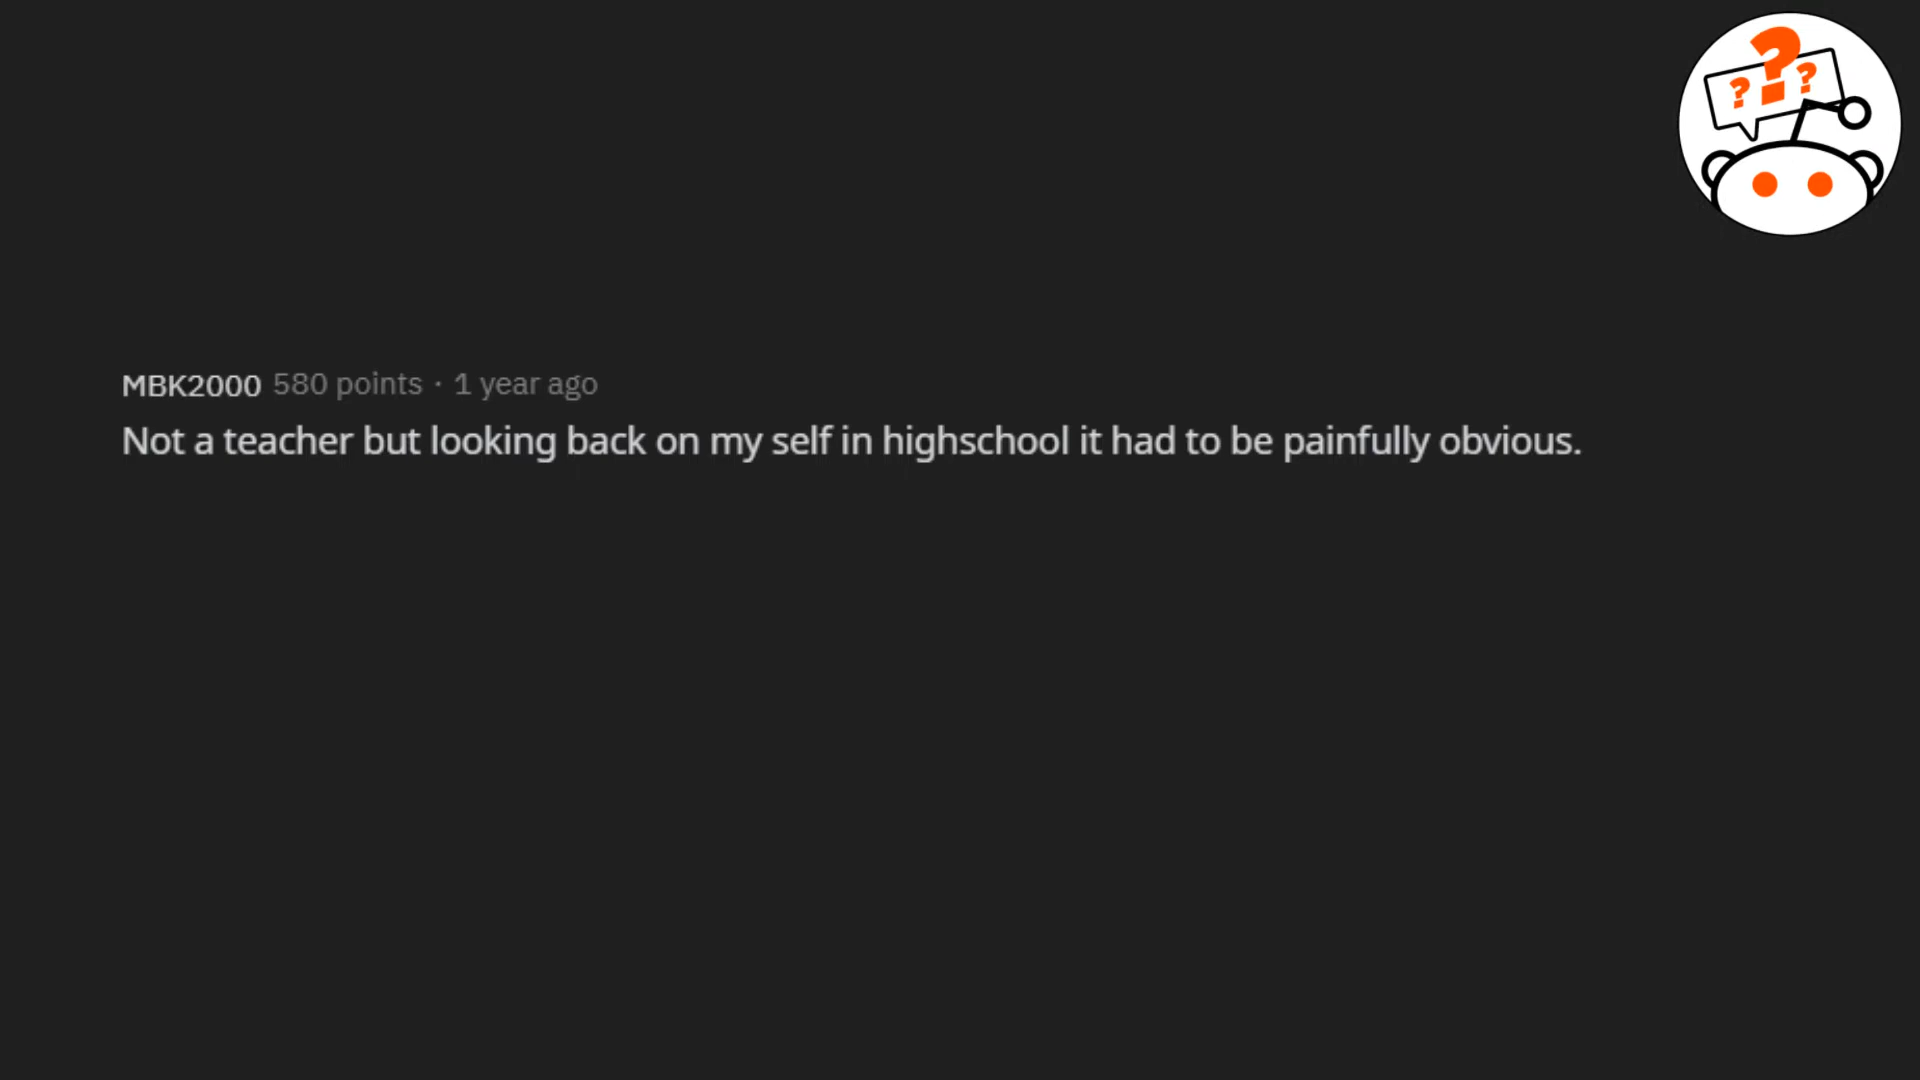 ? ? ?
MBK2000 580 points · 1 year ago
Not a teacher but looking back on my self in highschool it had to be painfully obvious.